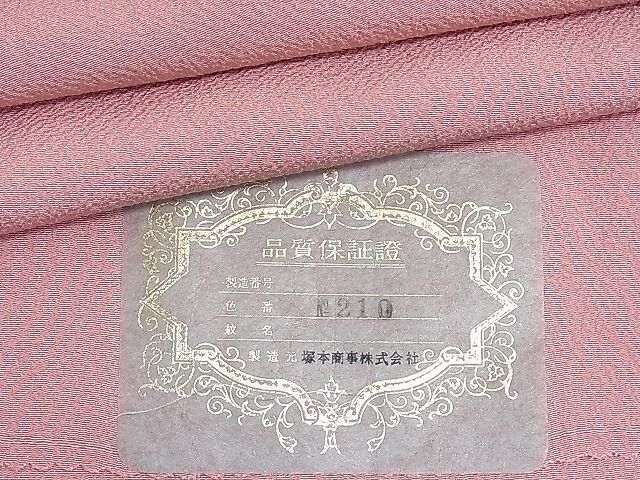 品質保証證
製造番号
色番 №210
紋名
製造元 塚本商事株式会社